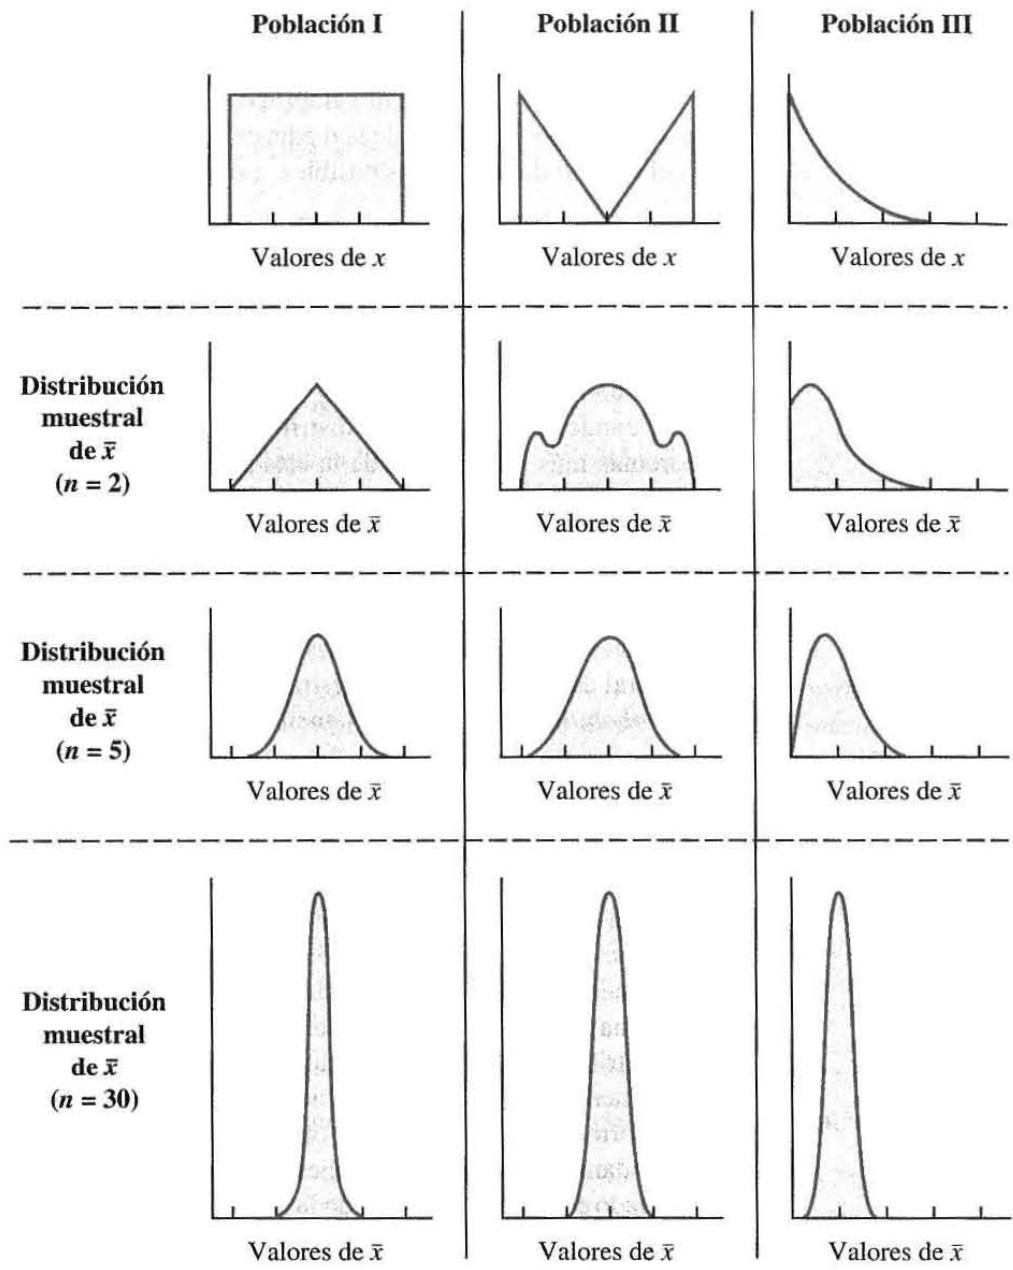 Población I
Población II
Población III
Valores de x
Valores de x
Valores de x
Distribución
muestral
de x̄
(n = 2)
Valores de x̄
Valores de x̄
Valores de x̄
Distribución
muestral
de x̄
(n = 5)
Valores de x̄
Valores de x̄
Valores de x̄
Distribución
muestral
de x̄
(n = 30)
Valores de x̄
Valores de x̄
Valores de x̄